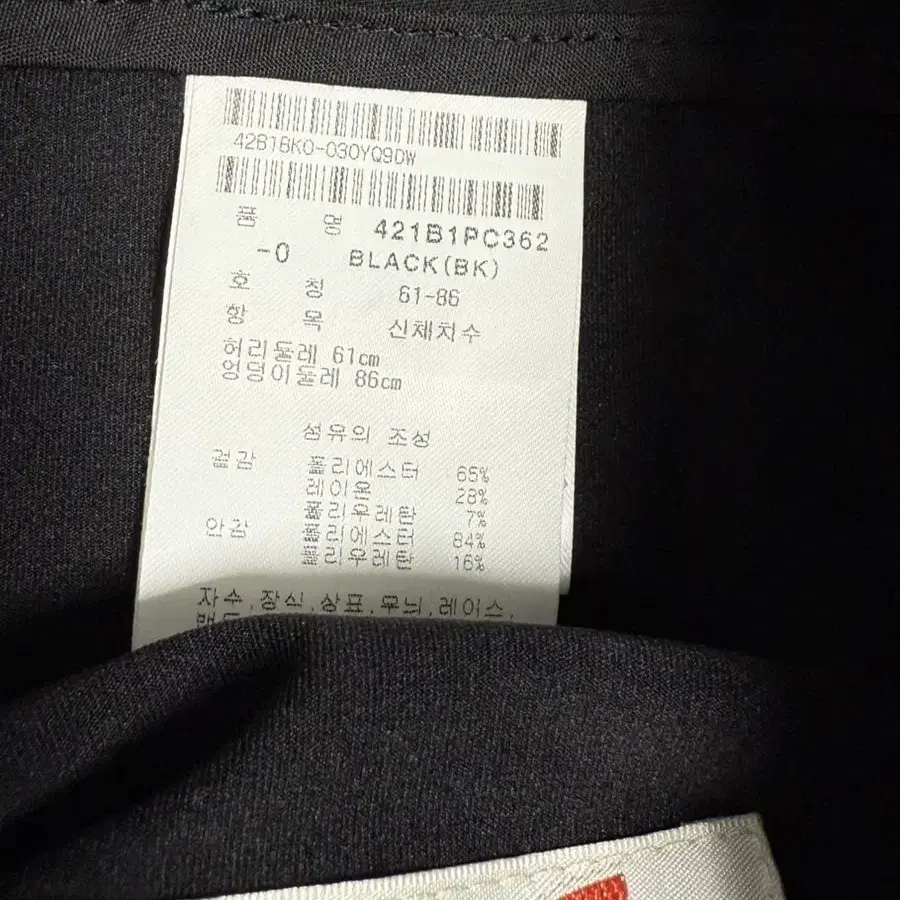 42B1BK0-030YQ9DW
품 명 421B1PC362
-0 BLACK(BK)
호 칭 61-86
항 목 신체치수
허리둘레 61cm
엉덩이둘레 86cm
섬유의 조성
겉감 폴리에스터 65%
레이온 28%
폴리우레탄 7%
안감 폴리에스터 84%
폴리우레탄 16%
자수,장식,상표,무늬,레이스,